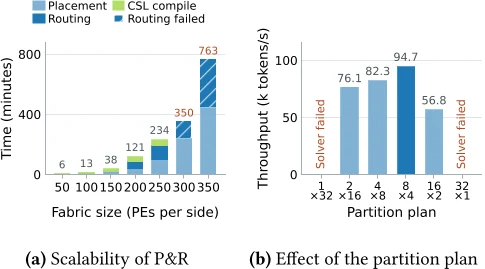 Placement
CSL compile
Routing
Routing failed
Time (minutes)
800
400
0
6
13
38
121
234
350
763
50 100 150 200 250 300 350
Fabric size (PEs per side)
(a) Scalability of P&R
Throughput (k tokens/s)
100
50
0
Solver failed
76.1
82.3
94.7
56.8
Solver failed
1 2 4 8 16 32
×32 ×16 ×8 ×4 ×2 ×1
Partition plan
(b) Effect of the partition plan